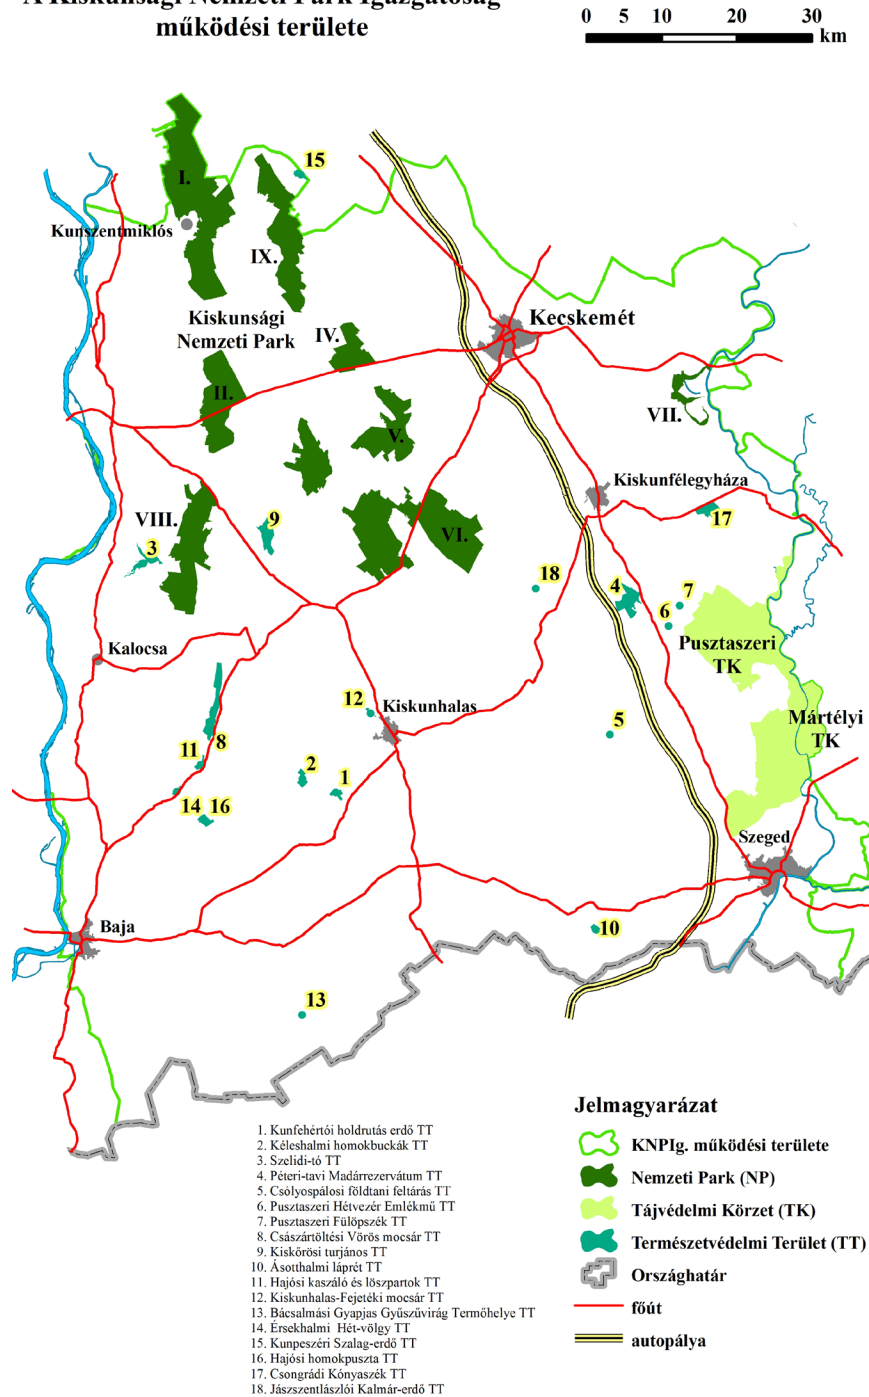 A Kiskunsági Nemzeti Park Igazgatóság
működési területe
0 5 10 20 30
km
15
I.
Kunszentmiklós
IX.
Kiskunsági
Nemzeti Park
IV.
Kecskemét
II.
VII.
V.
Kiskunfélegyháza
VIII.
9
17
VI.
3
18
4
7
6
Pusztaszeri
TK
Kalocsa
12
Kiskunhalas
5
Mártélyi
TK
8
11
2
1
14 16
Szeged
Baja
10
13
1. Kunfehértói holdrutás erdő TT
2. Kéleshalmi homokbuckák TT
3. Szelidi-tó TT
4. Péteri-tavi Madárrezervátum TT
5. Csólyospálosi földtani feltárás TT
6. Pusztaszeri Hétvezér Emlékmű TT
7. Pusztaszeri Fülöpszék TT
8. Császártöltési Vörös mocsár TT
9. Kiskőrösi turjános TT
10. Ásotthalmi láprét TT
11. Hajósi kaszáló és löszpartok TT
12. Kiskunhalas-Fejetéki mocsár TT
13. Bácsalmási Gyapjas Gyűszűvirág Termőhelye TT
14. Érsekhalmi Hét-völgy TT
15. Kunpeszéri Szalag-erdő TT
16. Hajósi homokpuszta TT
17. Csongrádi Kónyaszék TT
18. Jászszentlászlói Kalmár-erdő TT
Jelmagyarázat
KNPIg. működési területe
Nemzeti Park (NP)
Tájvédelmi Körzet (TK)
Természetvédelmi Terület (TT)
Országhatár
főút
autópálya